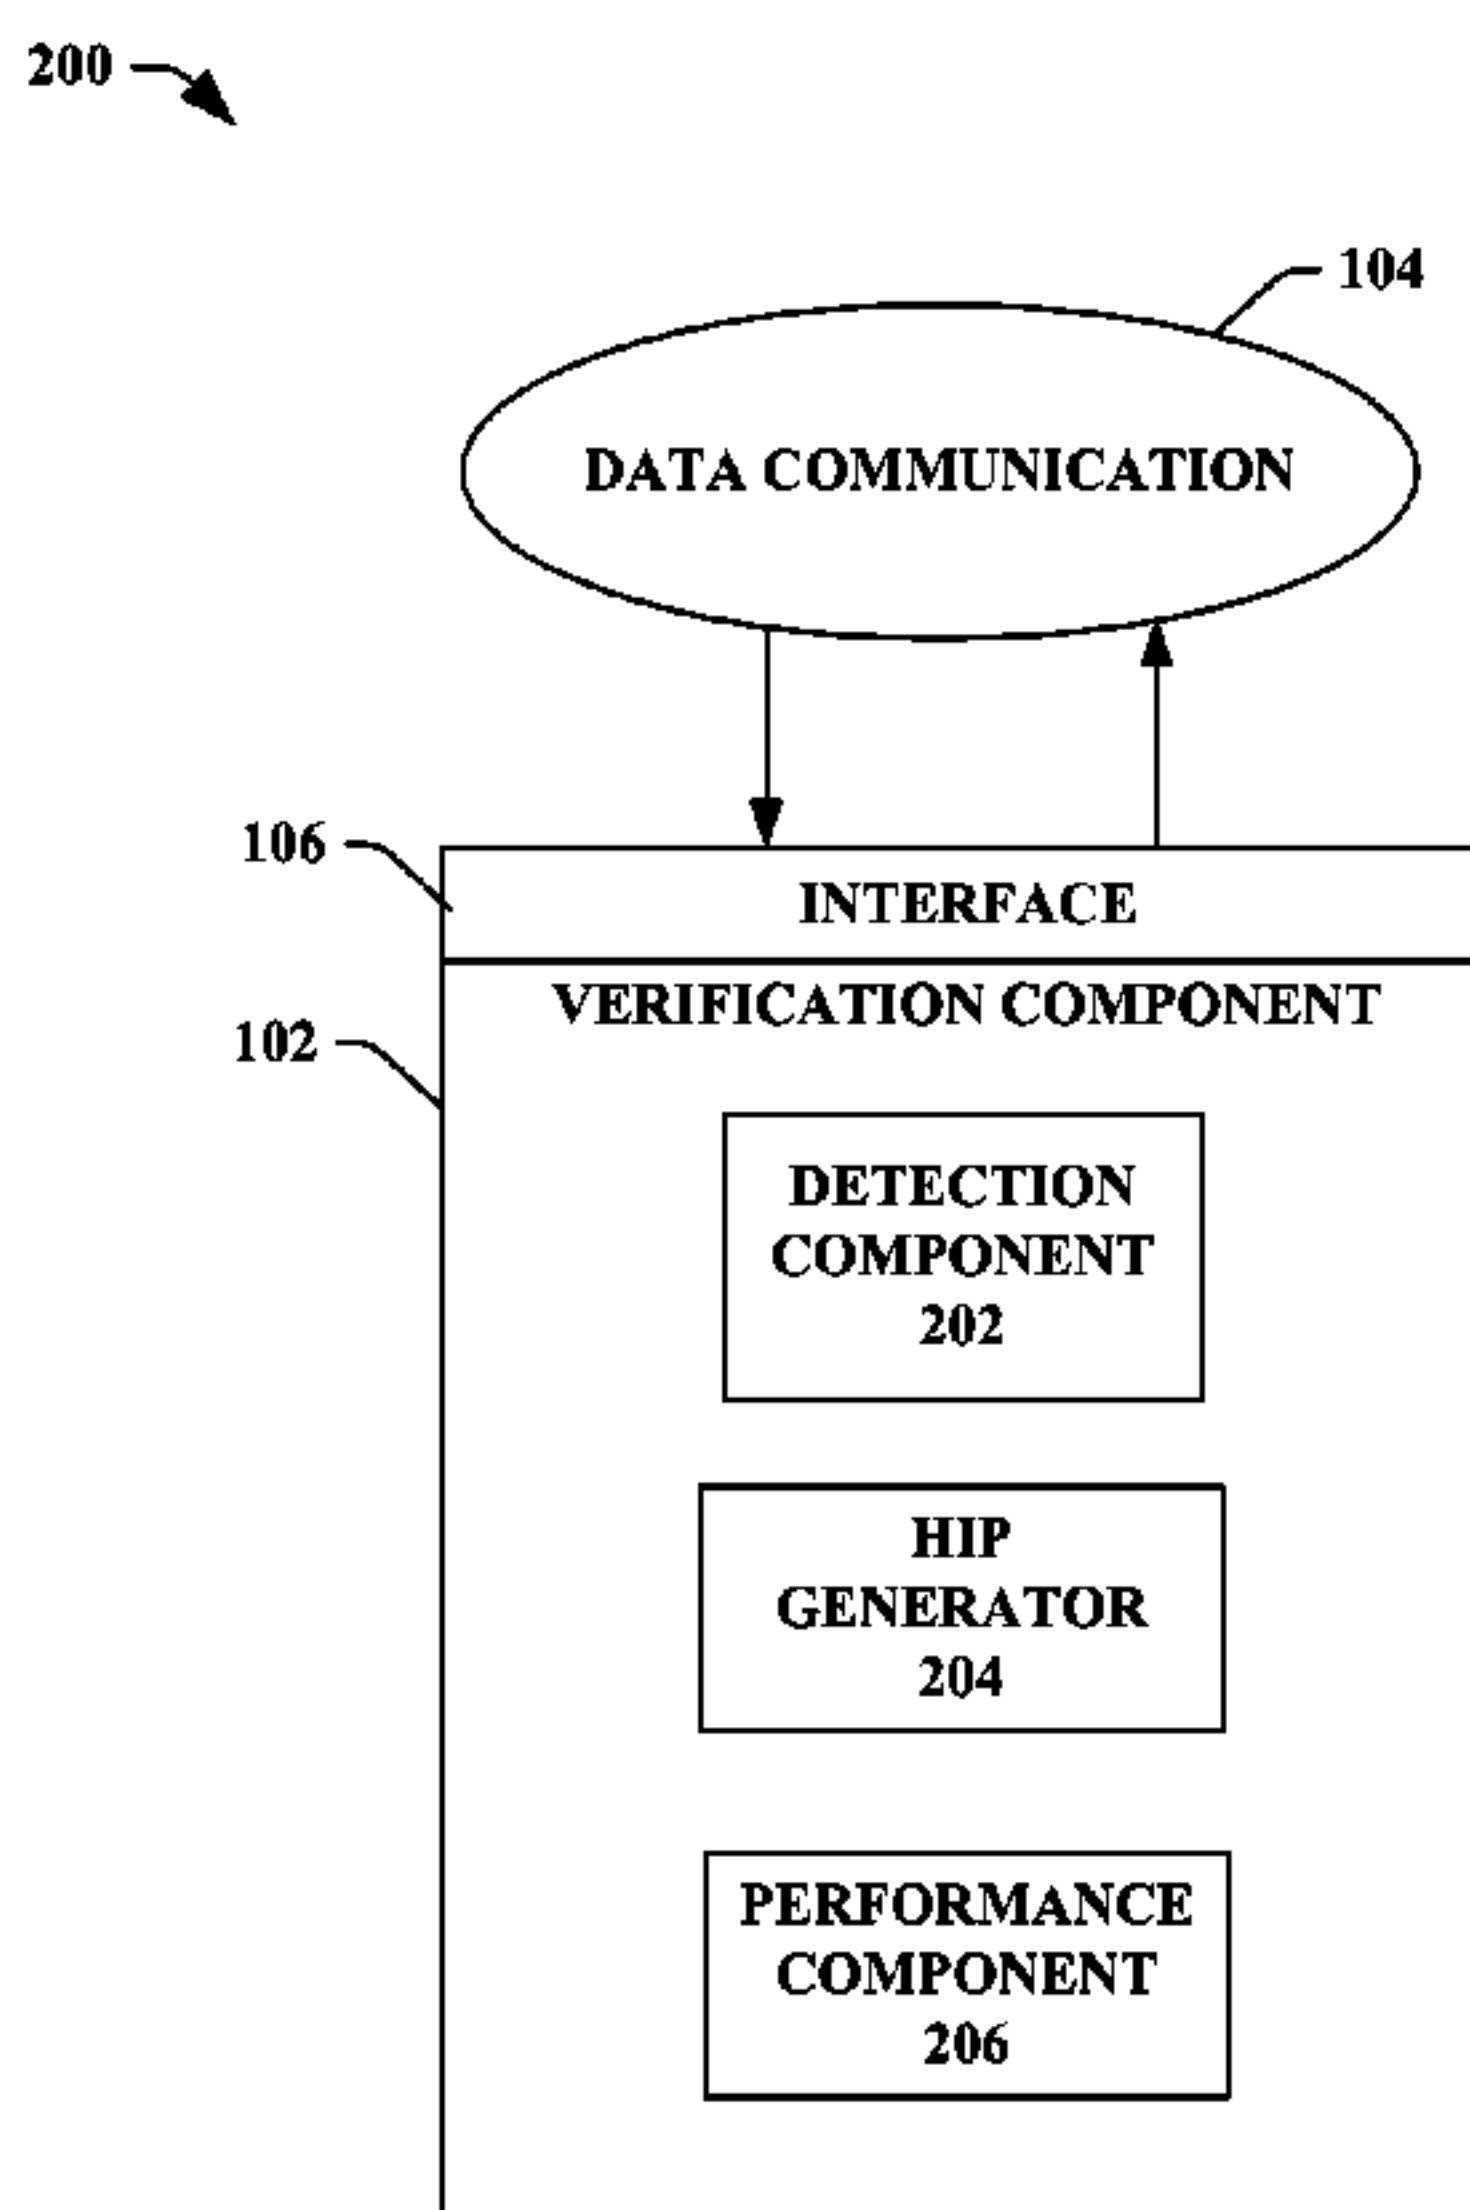 200
104
DATA COMMUNICATION
106
INTERFACE
VERIFICATION COMPONENT
102
DETECTION
COMPONENT
202
HIP
GENERATOR
204
PERFORMANCE
COMPONENT
206